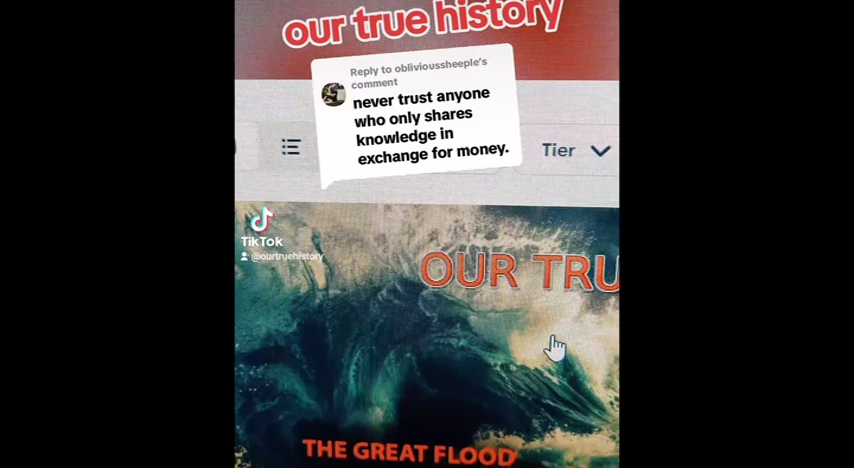 our true history
Reply to oblivioussheeple's
comment
never trust anyone
who only shares
knowledge in
exchange for money.
Tier
TikTok
@ourtruehistory
OUR TRU
THE GREAT FLOOD